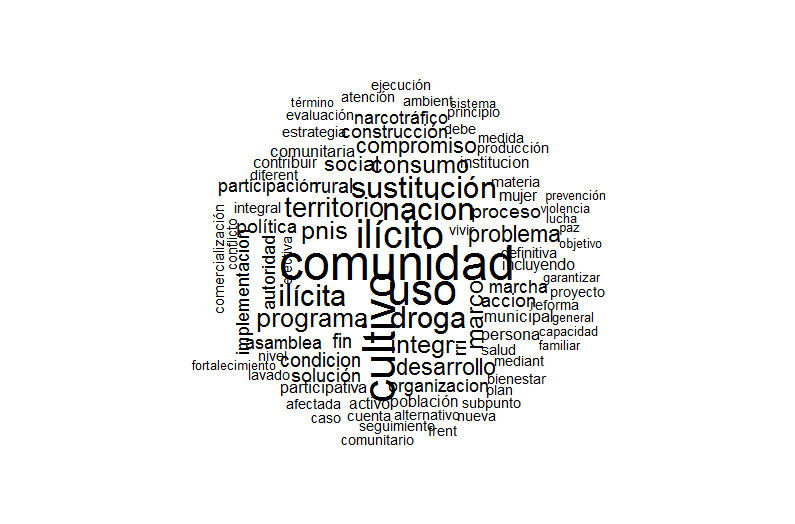 ejecución
término atención ambient sistema
evaluación narcotráfico principio
estrategia construcción debe
comunitaria compromiso medida
contribuir social consumo institucion producción
diferent
participación rural sustitución materia
mujer prevención
integral territorio nacion proceso violencia
lucha
política pnis ilícito vivir problema paz
objetivo
comercialización conflicto efectiva definitiva
comunidad incluyendo
implementación autoridad garantizar
ilícita cultivo uso marco marcha proyecto
accion reforma
programa droga municipal general
persona capacidad
asamblea fin integr rri salud familiar
nivel condicion mediant
fortalecimiento desarrollo
lavado solución organizacion bienestar
participativa plan
afectada activo población subpunto
caso cuenta alternativo nueva
seguimiento frent
comunitario